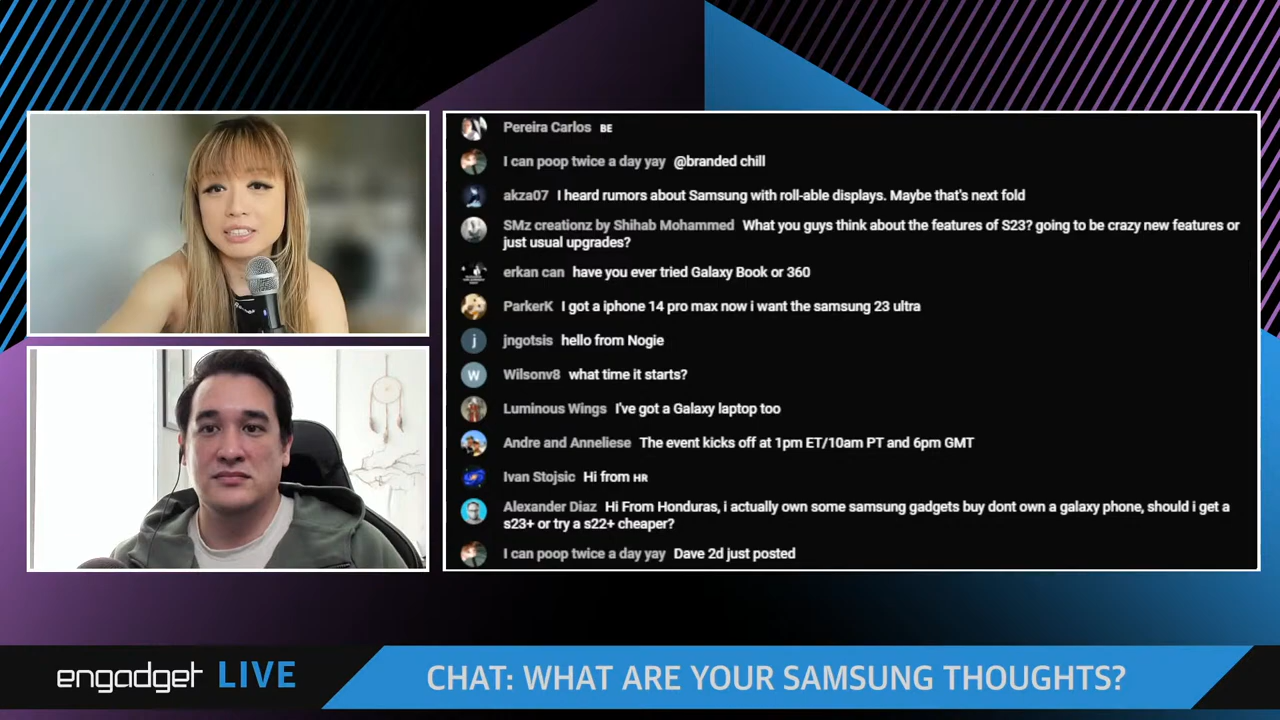 Pereira Carlos BE
I can poop twice a day yay @branded chill
akza07 I heard rumors about Samsung with roll-able displays. Maybe that's next fold
SMz creationz by Shihab Mohammed What you guys think about the features of S23? going to be crazy new features or
just usual upgrades?
erkan can have you ever tried Galaxy Book or 360
ParkerK I got a iphone 14 pro max now i want the samsung 23 ultra
j jngotsis hello from Nogie
W Wilsonv8 what time it starts?
Luminous Wings I've got a Galaxy laptop too
Andre and Anneliese The event kicks off at 1pm ET/10am PT and 6pm GMT
Ivan Stojsic Hi from HR
Alexander Diaz Hi From Honduras, i actually own some samsung gadgets buy dont own a galaxy phone, should i get a
s23+ or try a s22+ cheaper?
I can poop twice a day yay Dave 2d just posted
engadget LIVE
CHAT: WHAT ARE YOUR SAMSUNG THOUGHTS?